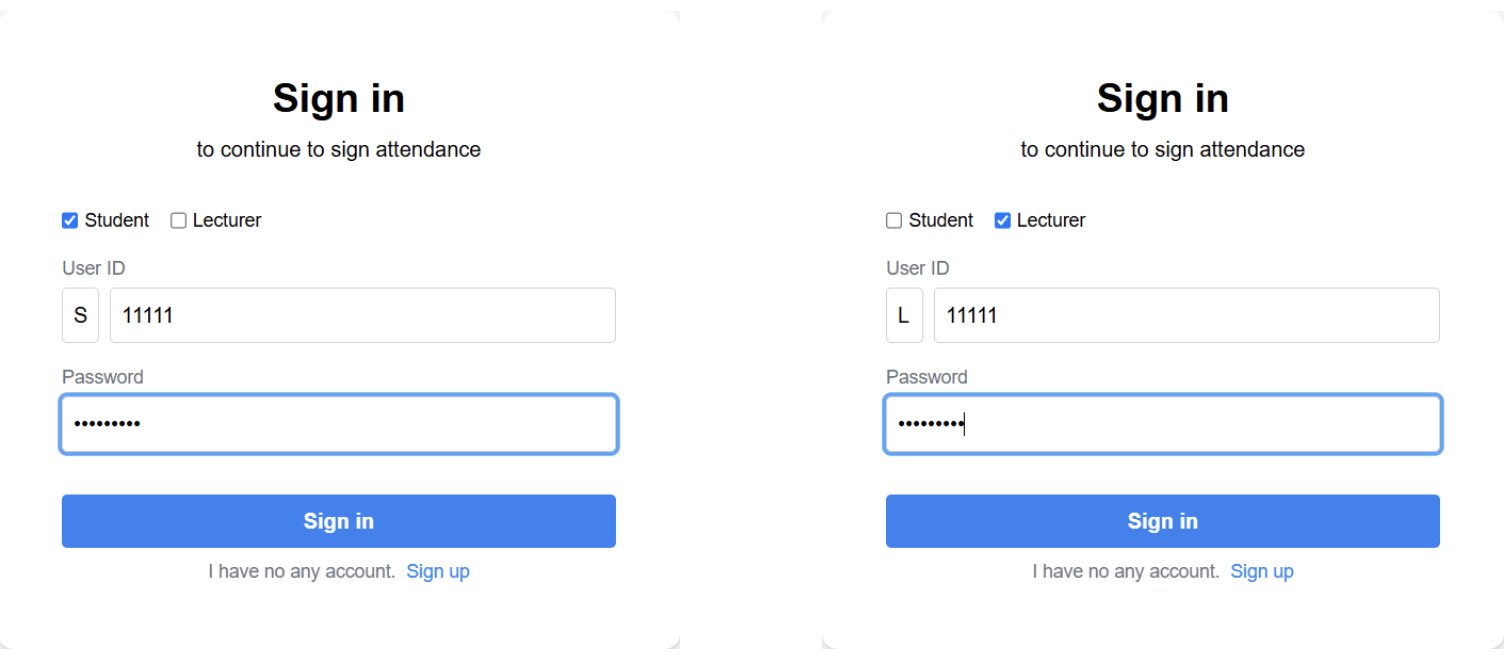 Sign in
to continue to sign attendance
Student Lecturer
User ID
S 11111
Password
•••••••••
Sign in
I have no any account. Sign up
Sign in
to continue to sign attendance
Student Lecturer
User ID
L 11111
Password
•••••••••
Sign in
I have no any account. Sign up